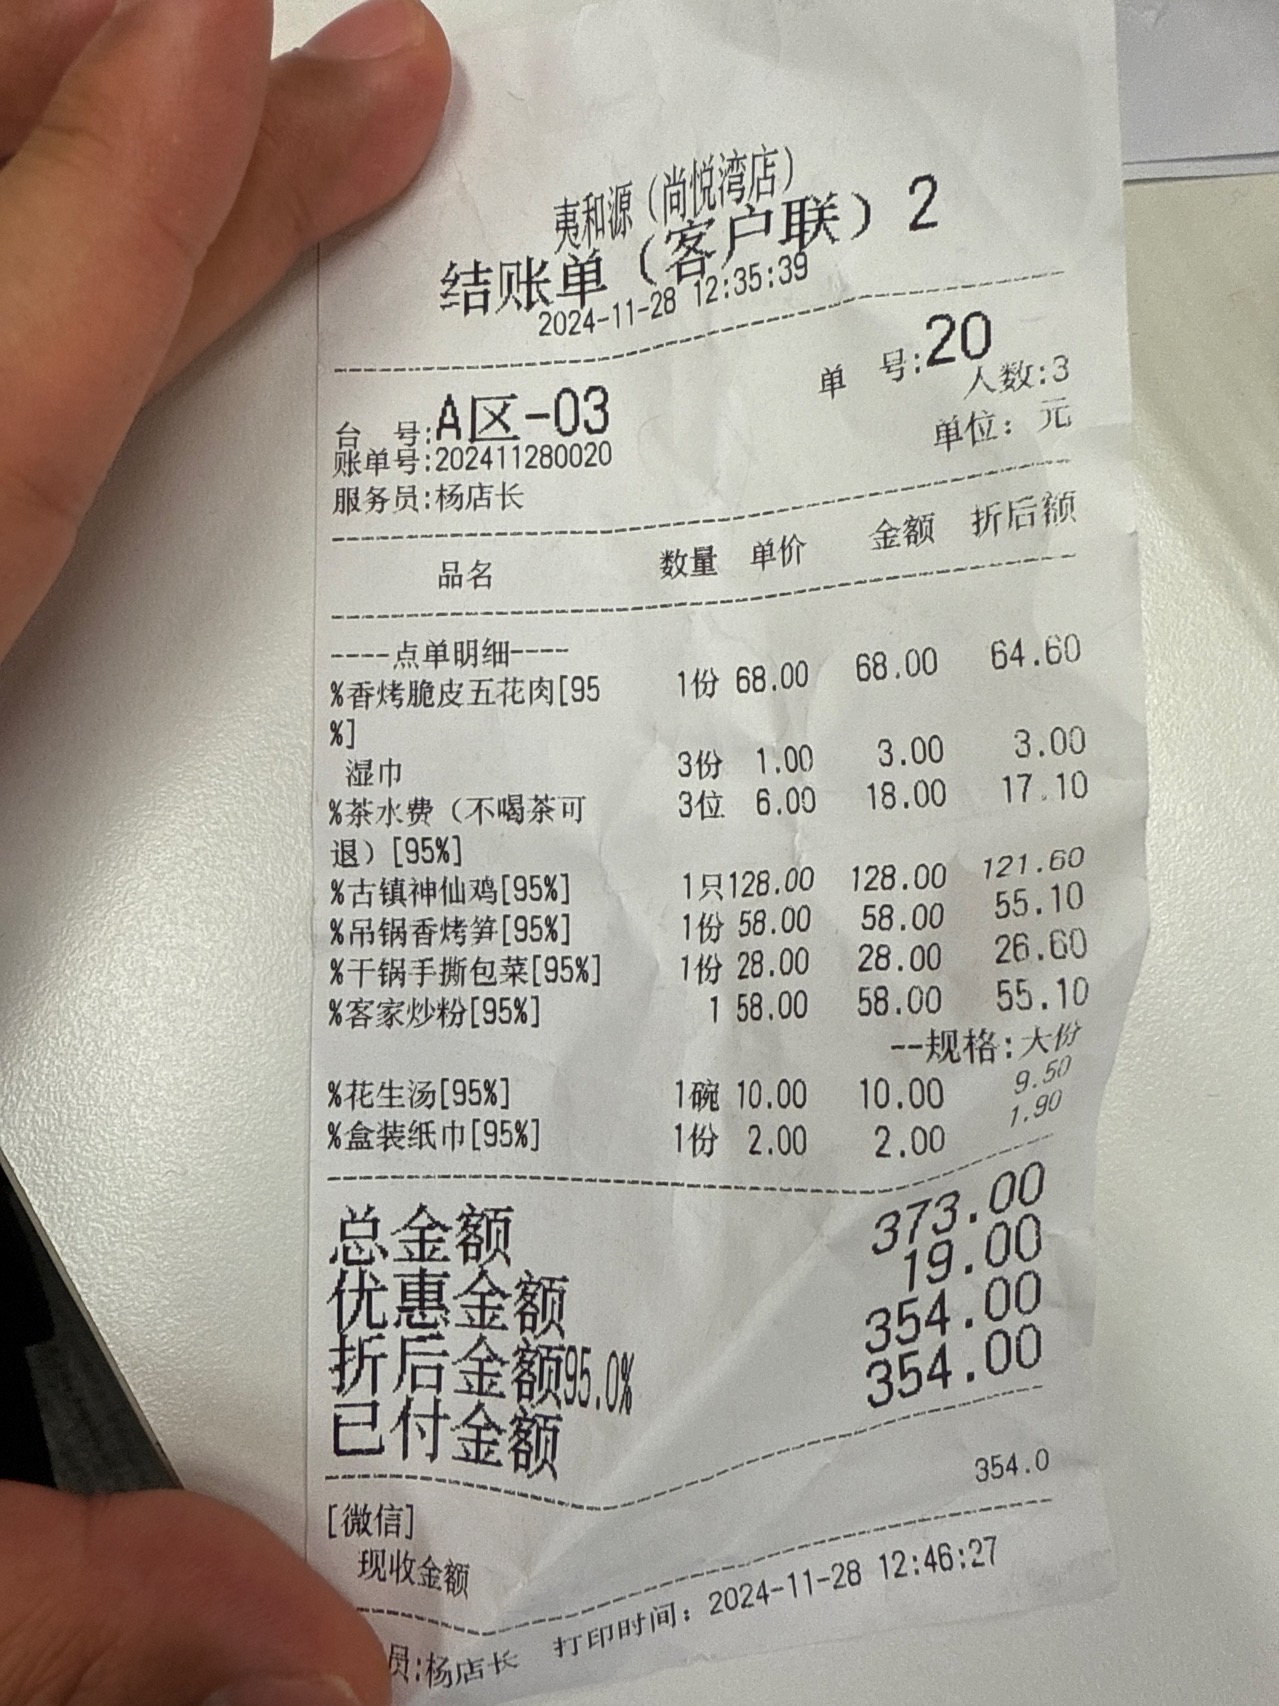 夷和源（尚悦湾店）
结账单（客户联）2
2024-11-28 12:35:39
单 号:20
台 号:A区-03 人数:3
账单号:202411280020 单位：元
服务员:杨店长
品名 数量 单价 金额 折后额
----点单明细----
%香烤脆皮五花肉[95 1份 68.00 68.00 64.60
%]
湿巾 3份 1.00 3.00 3.00
%茶水费（不喝茶可 3位 6.00 18.00 17.10
退）[95%]
%古镇神仙鸡[95%] 1只128.00 128.00 121.60
%吊锅香烤笋[95%] 1份 58.00 58.00 55.10
%干锅手撕包菜[95%] 1份 28.00 28.00 26.60
%客家炒粉[95%] 1 58.00 58.00 55.10
--规格:大份
%花生汤[95%] 1碗 10.00 10.00 9.50
%盒装纸巾[95%] 1份 2.00 2.00 1.90
总金额 373.00
优惠金额 19.00
折后金额95.0% 354.00
已付金额 354.00
[微信] 354.0
现收金额
员:杨店长 打印时间：2024-11-28 12:46:27